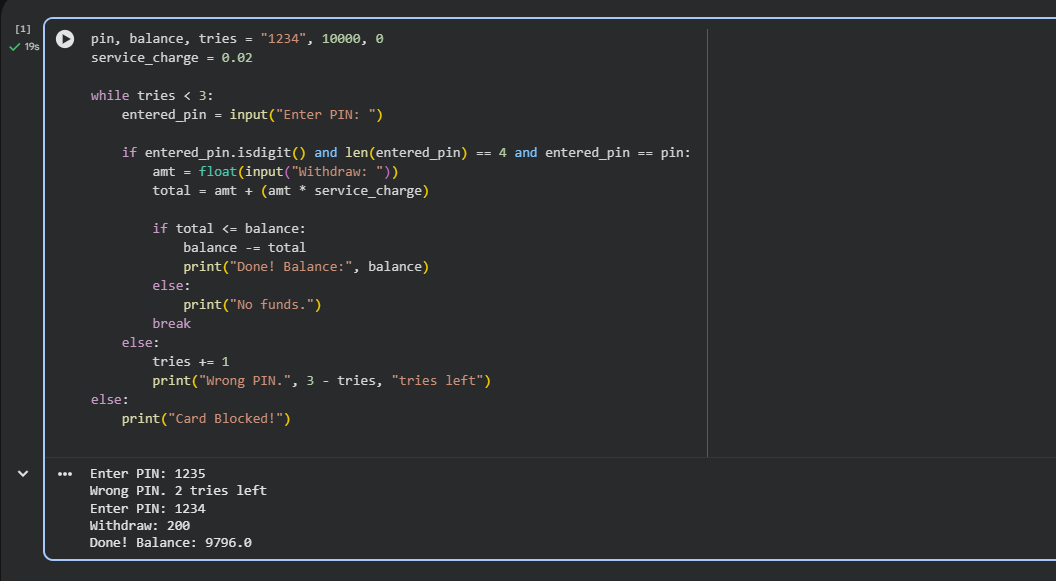 [1]
19s
pin, balance, tries = "1234", 10000, 0
service_charge = 0.02
while tries < 3:
    entered_pin = input("Enter PIN: ")
    if entered_pin.isdigit() and len(entered_pin) == 4 and entered_pin == pin:
        amt = float(input("Withdraw: "))
        total = amt + (amt * service_charge)
        if total <= balance:
            balance -= total
            print("Done! Balance:", balance)
        else:
            print("No funds.")
        break
    else:
        tries += 1
        print("Wrong PIN.", 3 - tries, "tries left")
else:
    print("Card Blocked!")
Enter PIN: 1235
Wrong PIN. 2 tries left
Enter PIN: 1234
Withdraw: 200
Done! Balance: 9796.0